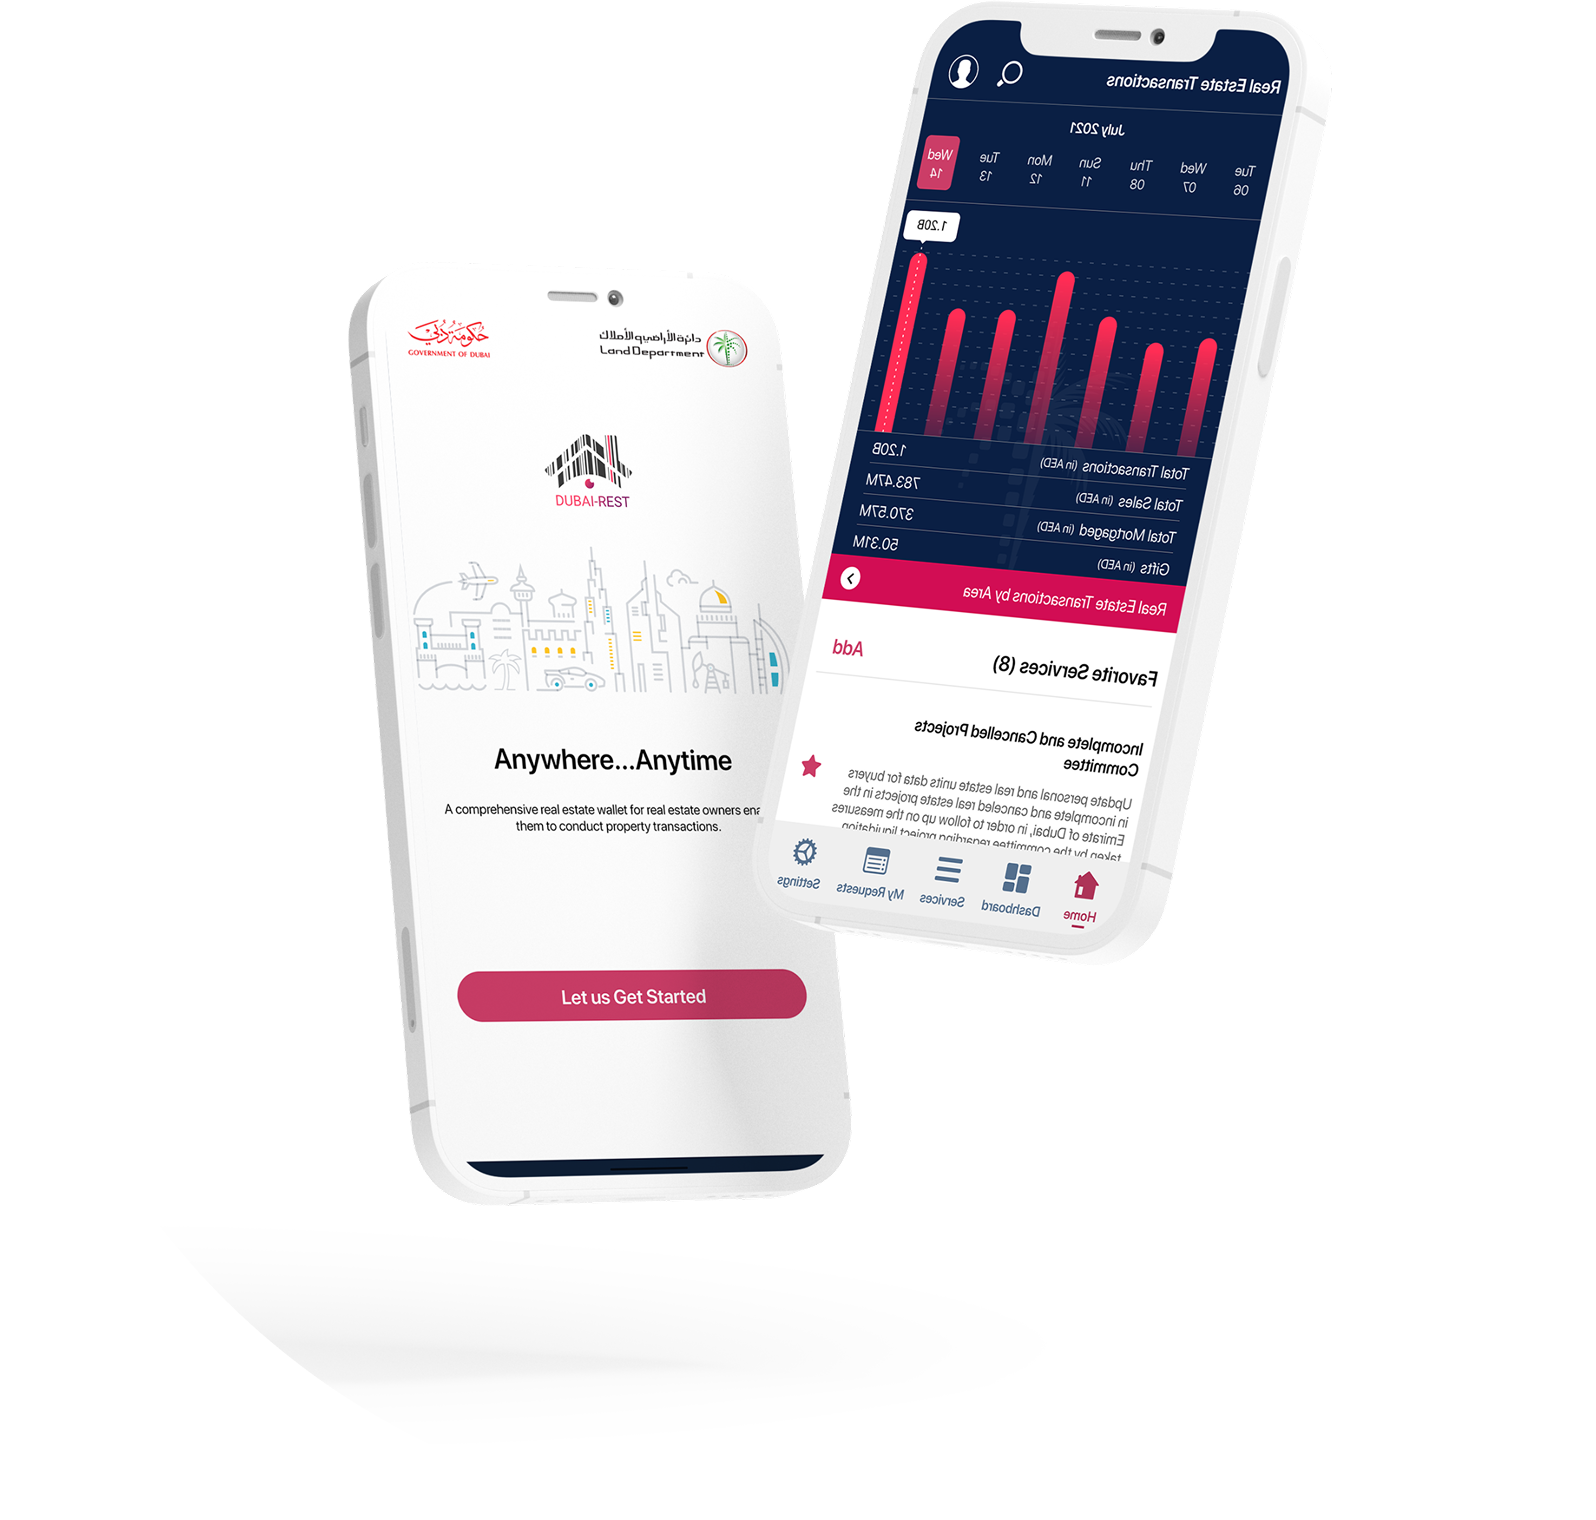 حكومة دبي
GOVERNMENT OF DUBAI
دائرة الأراضي والأملاك
Land Department
DUBAI-REST
Anywhere...Anytime
A comprehensive real estate wallet for real estate owners ena
them to conduct property transactions.
Let us Get Started
Real Estate Transactions
July 2021
Tue Wed Thu Sun Mon Tue Wed
06 07 08 11 12 13 14
1.20B
Total Transactions (in AED) 1.20B
Total Sales (in AED) 783.47M
Total Mortgaged (in AED) 370.57M
Gifts (in AED) 50.31M
Real Estate Transactions by Area
Favorite Services (8) Add
Incomplete and Cancelled Projects
Committee
Update personal and real estate units data for buyers
in incomplete and canceled real estate projects in the
Emirate of Dubai, in order to follow up on the measures
taken by the committee regarding project liquidation
Home Dashboard Services My Requests Settings